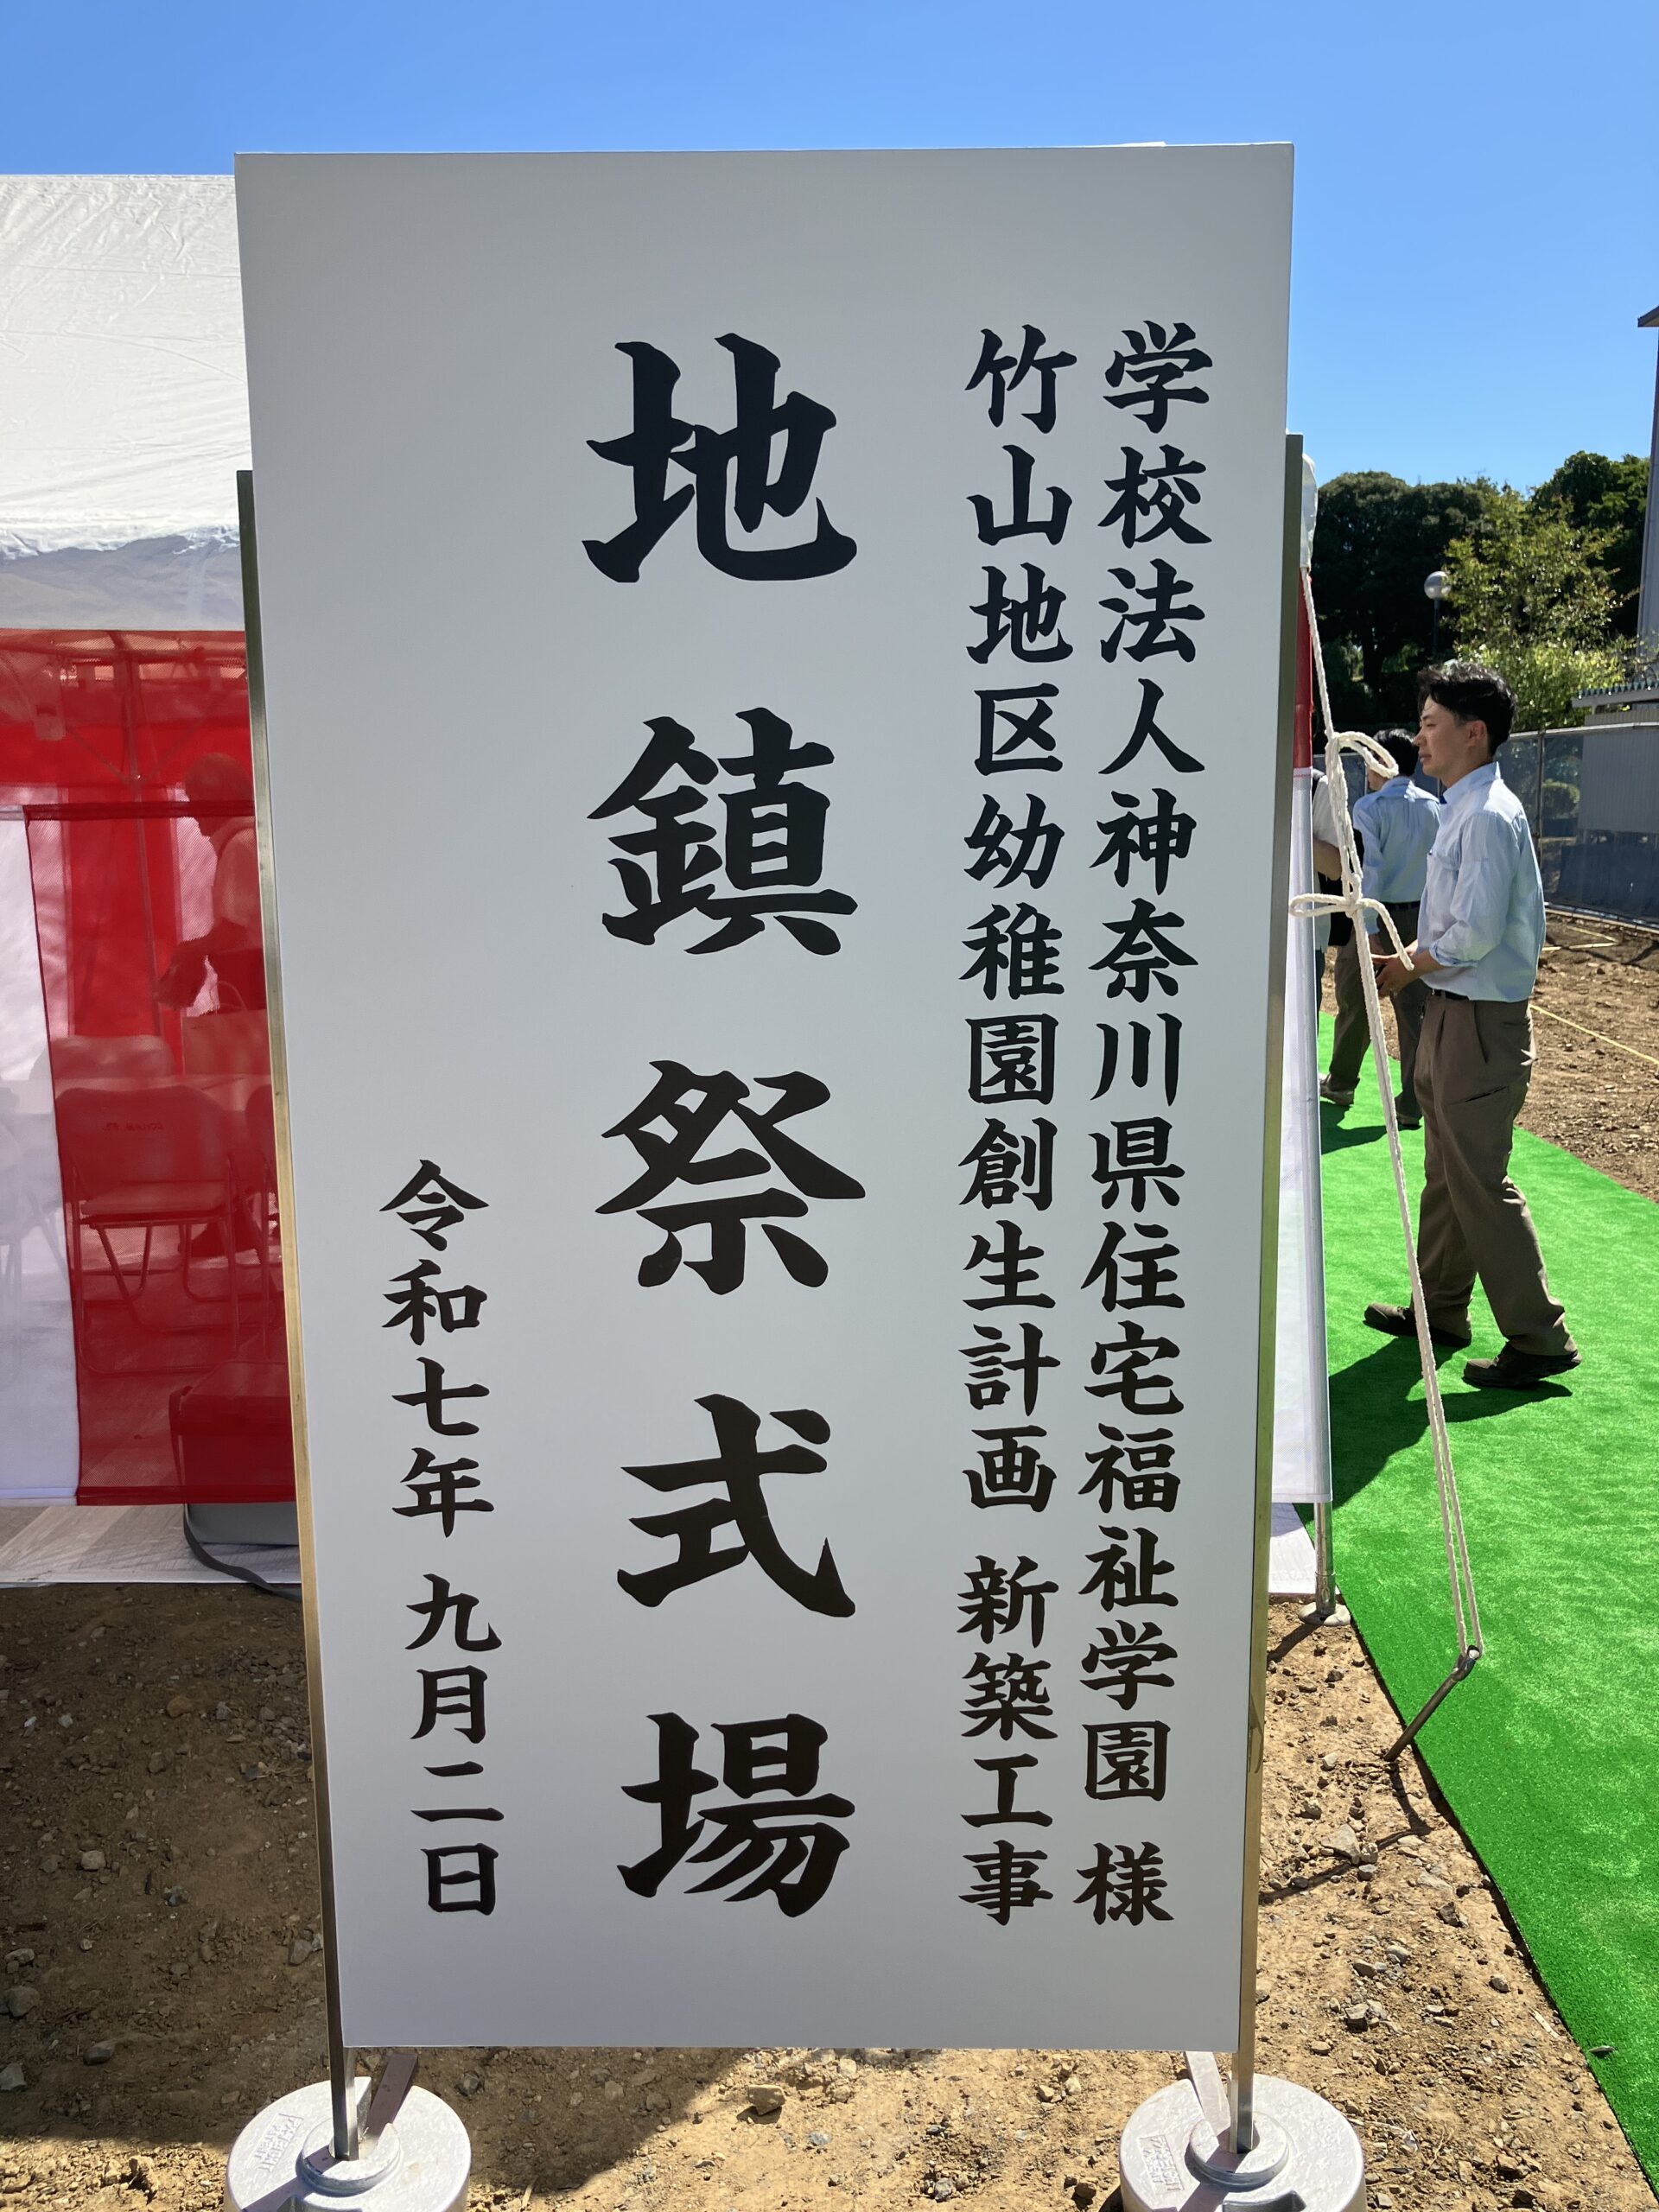 学校法人神奈川県住宅福祉学園 様
竹山地区幼稚園創生計画 新築工事
地鎮祭式場
令和七年 九月二日